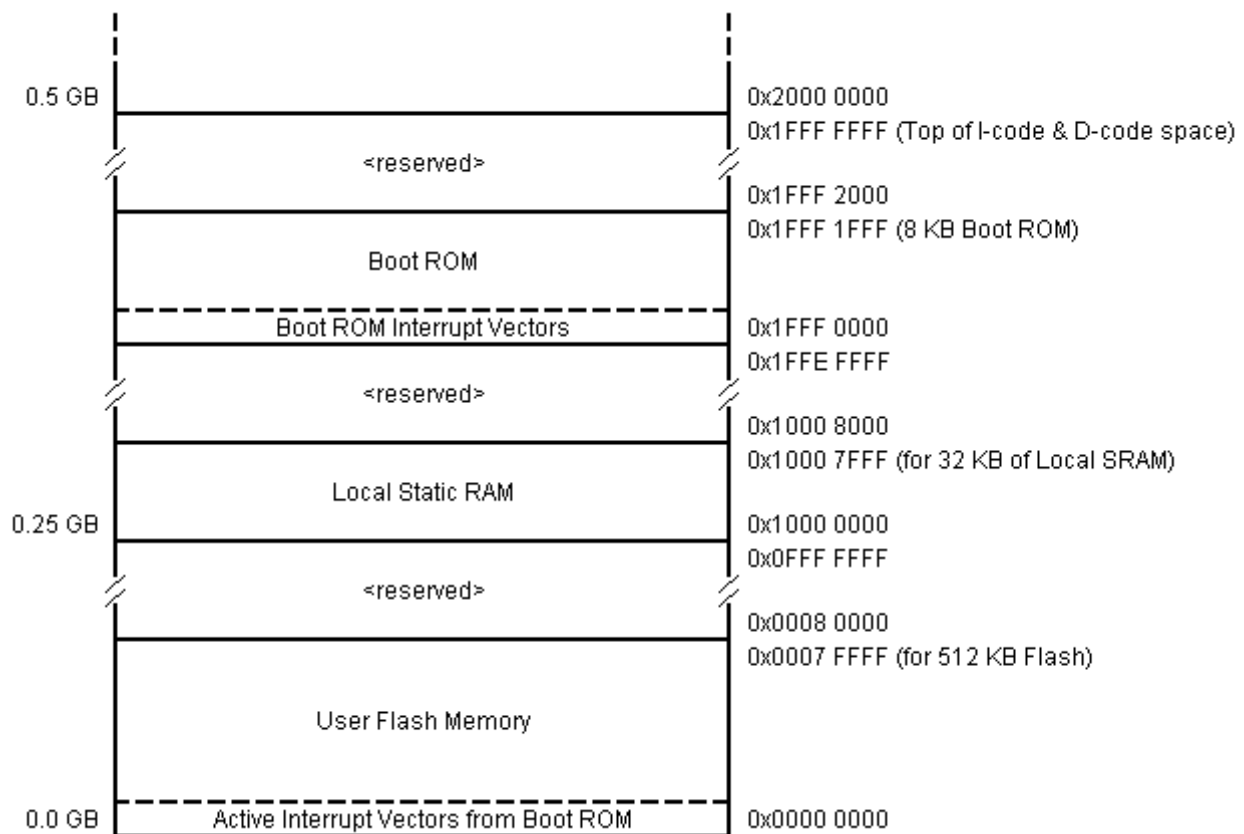 0.5 GB
0x2000 0000
0x1FFF FFFF (Top of I-code & D-code space)
<reserved>
0x1FFF 2000
0x1FFF 1FFF (8 KB Boot ROM)
Boot ROM
Boot ROM Interrupt Vectors
0x1FFF 0000
0x1FFE FFFF
<reserved>
0x1000 8000
0x1000 7FFF (for 32 KB of Local SRAM)
Local Static RAM
0.25 GB
0x1000 0000
0x0FFF FFFF
<reserved>
0x0008 0000
0x0007 FFFF (for 512 KB Flash)
User Flash Memory
0.0 GB
Active Interrupt Vectors from Boot ROM
0x0000 0000